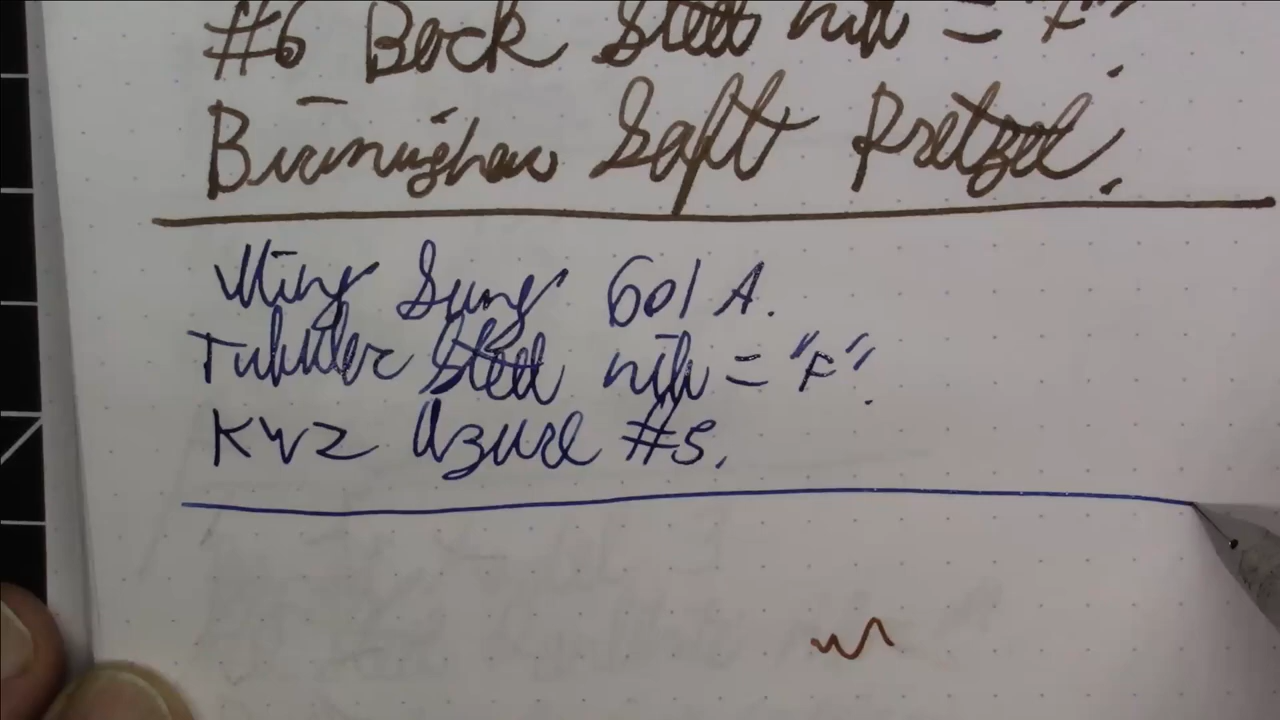 #6 Bock Steel nib = "F".
Birmingham Soft Pretzel.
Wing Sung 601 A.
Tubular Steel nib = "F".
KWZ Azure #5.